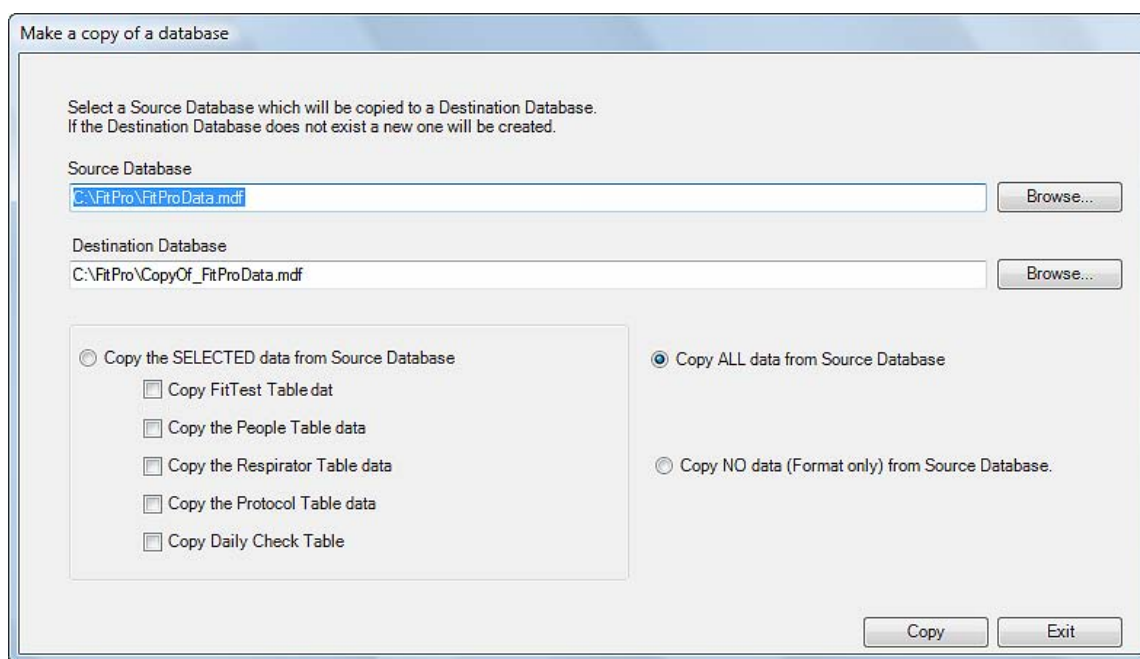 Make a copy of a database
Select a Source Database which will be copied to a Destination Database.
If the Destination Database does not exist a new one will be created.
Source Database
C:\FitPro\FitProData.mdf
Browse...
Destination Database
C:\FitPro\CopyOf_FitProData.mdf
Browse...
Copy the SELECTED data from Source Database
Copy FitTest Table dat
Copy the People Table data
Copy the Respirator Table data
Copy the Protocol Table data
Copy Daily Check Table
Copy ALL data from Source Database
Copy NO data (Format only) from Source Database.
Copy
Exit